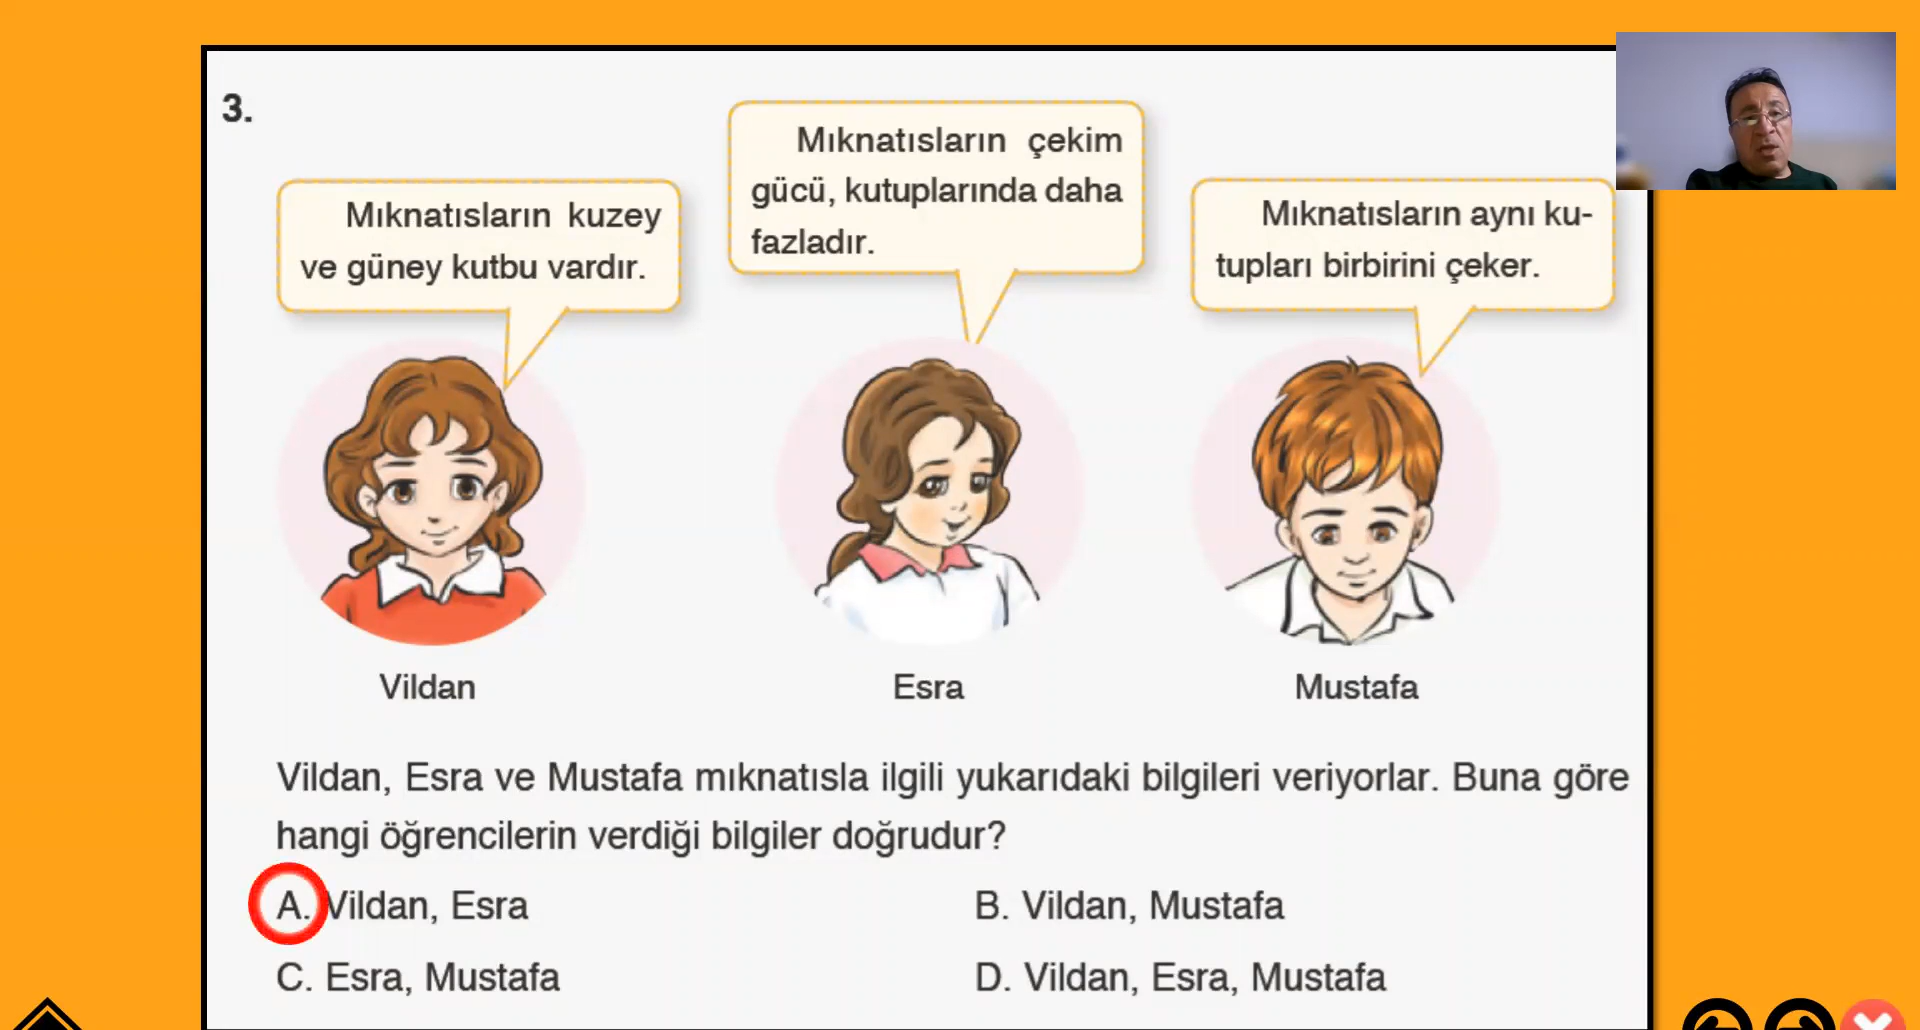 3.
Mıknatısların kuzey
ve güney kutbu vardır.
Mıknatısların çekim
gücü, kutuplarında daha
fazladır.
Mıknatısların aynı ku-
tupları birbirini çeker.
Vildan
Esra
Mustafa
Vildan, Esra ve Mustafa mıknatısla ilgili yukarıdaki bilgileri veriyorlar. Buna göre
hangi öğrencilerin verdiği bilgiler doğrudur?
A. Vildan, Esra
B. Vildan, Mustafa
C. Esra, Mustafa
D. Vildan, Esra, Mustafa